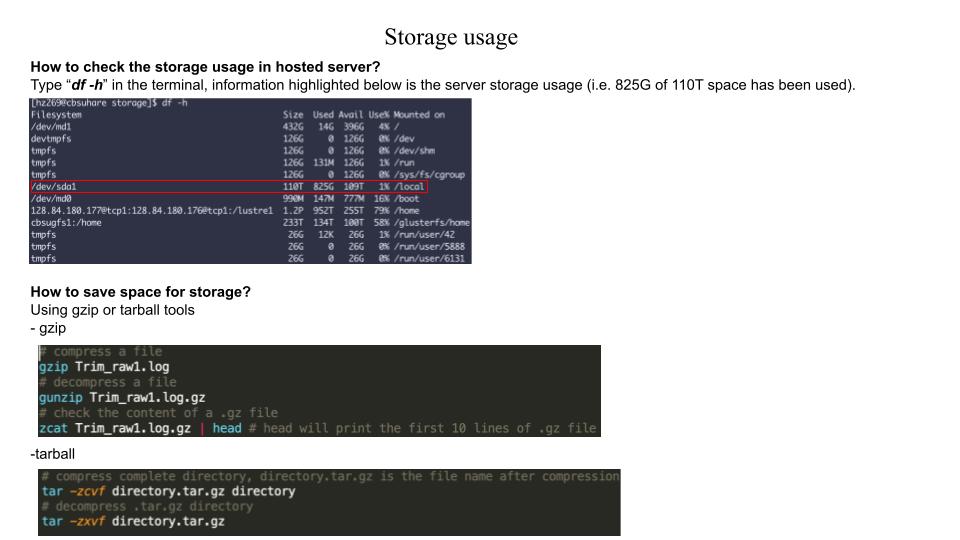 Storage usage
How to check the storage usage in hosted server?
Type “df -h” in the terminal, information highlighted below is the server storage usage (i.e. 825G of 110T space has been used).
[hz269@cbsuhare storage]$ df -h
Filesystem Size Used Avail Use% Mounted on
/dev/md1 432G 14G 396G 4% /
devtmpfs 126G 0 126G 0% /dev
tmpfs 126G 0 126G 0% /dev/shm
tmpfs 126G 131M 126G 1% /run
tmpfs 126G 0 126G 0% /sys/fs/cgroup
/dev/sda1 110T 825G 109T 1% /local
/dev/md0 990M 147M 777M 16% /boot
128.84.180.177@tcp1:128.84.180.176@tcp1:/lustre1 1.2P 952T 255T 79% /home
cbsugfs1:/home 233T 134T 100T 58% /glusterfs/home
tmpfs 26G 12K 26G 1% /run/user/42
tmpfs 26G 0 26G 0% /run/user/5888
tmpfs 26G 0 26G 0% /run/user/6131
How to save space for storage?
Using gzip or tarball tools
- gzip
# compress a file
gzip Trim_raw1.log
# decompress a file
gunzip Trim_raw1.log.gz
# check the content of a .gz file
zcat Trim_raw1.log.gz | head # head will print the first 10 lines of .gz file
-tarball
# compress complete directory, directory.tar.gz is the file name after compression
tar -zcvf directory.tar.gz directory
# decompress .tar.gz directory
tar -zxvf directory.tar.gz